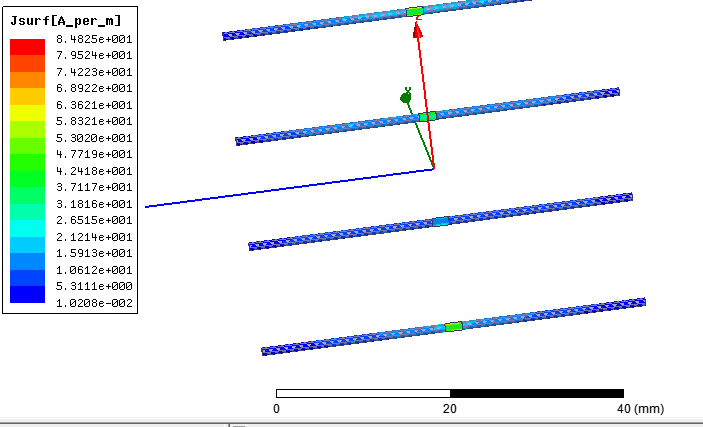 Jsurf[A_per_m]
8.4825e+001
7.9524e+001
7.4223e+001
6.8922e+001
6.3621e+001
5.8321e+001
5.3020e+001
4.7719e+001
4.2418e+001
3.7117e+001
3.1816e+001
2.6515e+001
2.1214e+001
1.5913e+001
1.0612e+001
5.3111e+000
1.0208e-002
Z
Y
0 20 40 (mm)